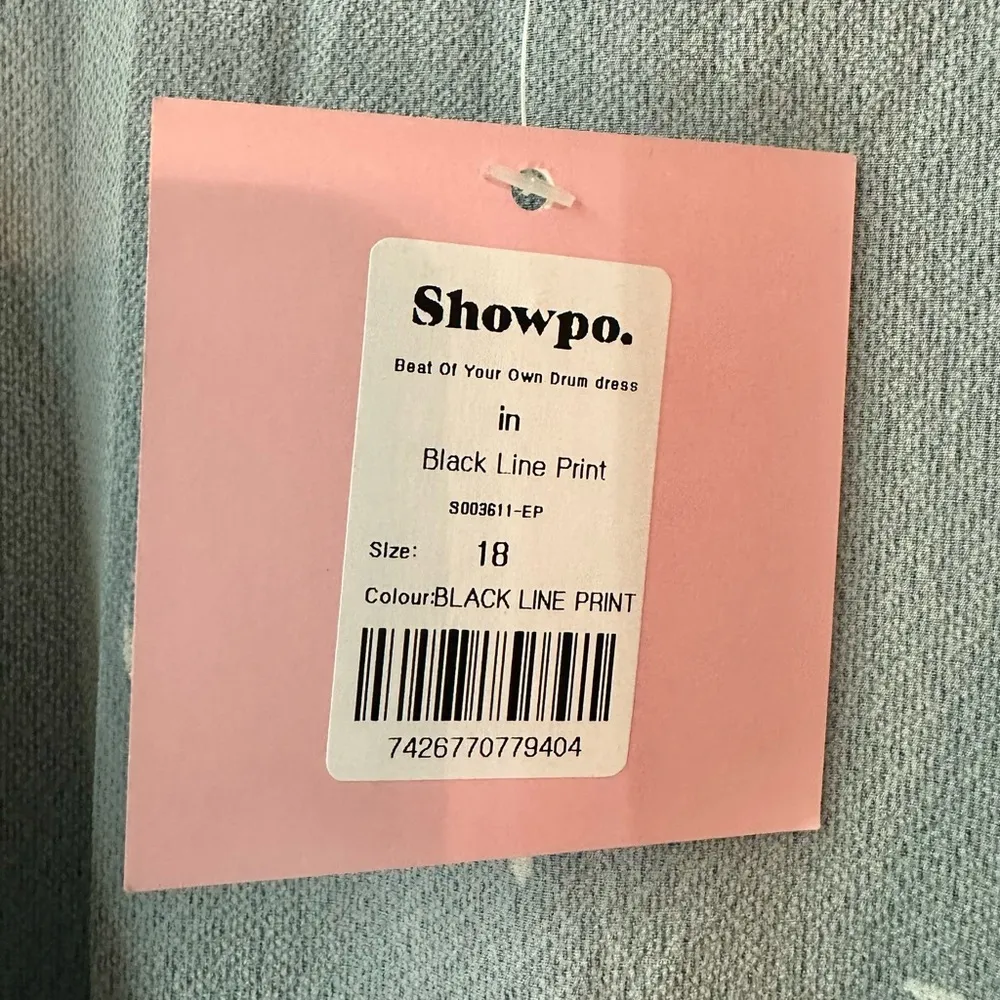 Showpo.
Beat Of Your Own Drum dress
in
Black Line Print
S003611-EP
Size: 18
Colour:BLACK LINE PRINT
7426770779404